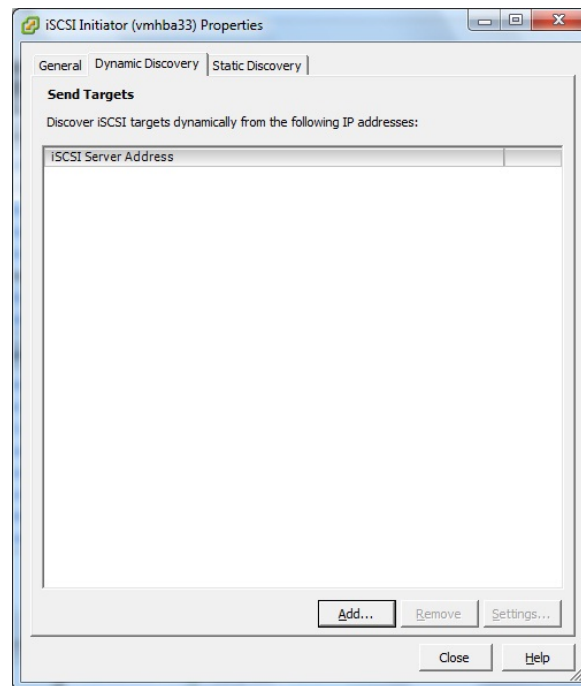 iSCSI Initiator (vmhba33) Properties
General Dynamic Discovery Static Discovery
Send Targets
Discover iSCSI targets dynamically from the following IP addresses:
iSCSI Server Address
Add... Remove Settings...
Close Help